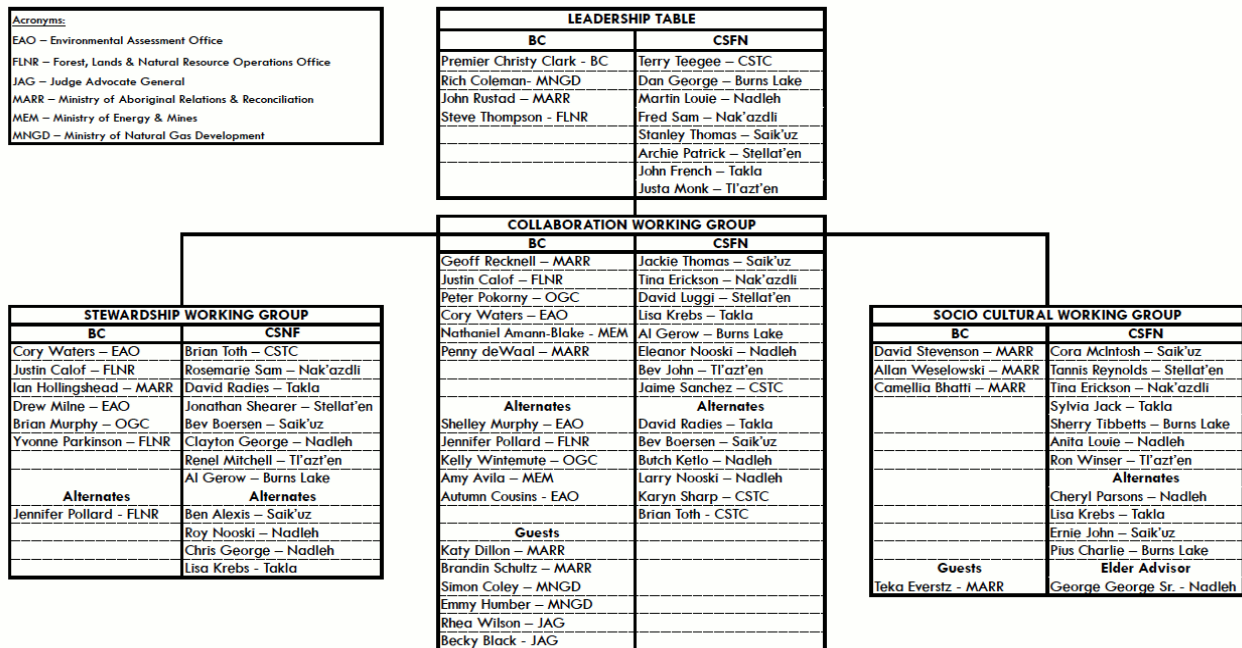 Acronyms:
EAO – Environmental Assessment Office
FLNR – Forest, Lands & Natural Resource Operations Office
JAG – Judge Advocate General
MARR – Ministry of Aboriginal Relations & Reconciliation
MEM – Ministry of Energy & Mines
MNGD – Ministry of Natural Gas Development
LEADERSHIP TABLE
BC CSFN
Premier Christy Clark - BC Terry Teegee – CSTC
Rich Coleman- MNGD Dan George – Burns Lake
John Rustad – MARR Martin Louie – Nadleh
Steve Thompson - FLNR Fred Sam – Nak'azdli
Stanley Thomas – Saik'uz
Archie Patrick – Stellat'en
John French – Takla
Justa Monk – Tl'azt'en
COLLABORATION WORKING GROUP
BC CSFN
Geoff Recknell – MARR Jackie Thomas – Saik'uz
Justin Calof – FLNR Tina Erickson – Nak'azdli
Peter Pokorny – OGC David Luggi – Stellat'en
Cory Waters – EAO Lisa Krebs – Takla
Nathaniel Amann-Blake - MEM Al Gerow – Burns Lake
Penny deWaal – MARR Eleanor Nooski – Nadleh
Bev John – Tl'azt'en
Jaime Sanchez – CSTC
Alternates Alternates
Shelley Murphy – EAO David Radies – Takla
Jennifer Pollard – FLNR Bev Boersen – Saik'uz
Kelly Wintemute – OGC Butch Ketlo – Nadleh
Amy Avila – MEM Larry Nooski – Nadleh
Autumn Cousins - EAO Karyn Sharp – CSTC
Brian Toth - CSTC
Guests
Katy Dillon – MARR
Brandin Schultz – MARR
Simon Coley – MNGD
Emmy Humber – MNGD
Rhea Wilson – JAG
Becky Black - JAG
STEWARDSHIP WORKING GROUP
BC CSNF
Cory Waters – EAO Brian Toth – CSTC
Justin Calof – FLNR Rosemarie Sam – Nak'azdli
Ian Hollingshead – MARR David Radies – Takla
Drew Milne – EAO Jonathan Shearer – Stellat'en
Brian Murphy – OGC Bev Boersen – Saik'uz
Yvonne Parkinson – FLNR Clayton George – Nadleh
Renel Mitchell – Tl'azt'en
Al Gerow – Burns Lake
Alternates Alternates
Jennifer Pollard - FLNR Ben Alexis – Saik'uz
Roy Nooski – Nadleh
Chris George – Nadleh
Lisa Krebs - Takla
SOCIO CULTURAL WORKING GROUP
BC CSFN
David Stevenson – MARR Cora McIntosh – Saik'uz
Allan Weselowski – MARR Tannis Reynolds – Stellat'en
Camellia Bhatti – MARR Tina Erickson – Nak'azdli
Sylvia Jack – Takla
Sherry Tibbetts – Burns Lake
Anita Louie – Nadleh
Ron Winser – Tl'azt'en
Alternates
Cheryl Parsons – Nadleh
Lisa Krebs – Takla
Ernie John – Saik'uz
Pius Charlie – Burns Lake
Guests Elder Advisor
Teka Everstz - MARR George George Sr. - Nadleh